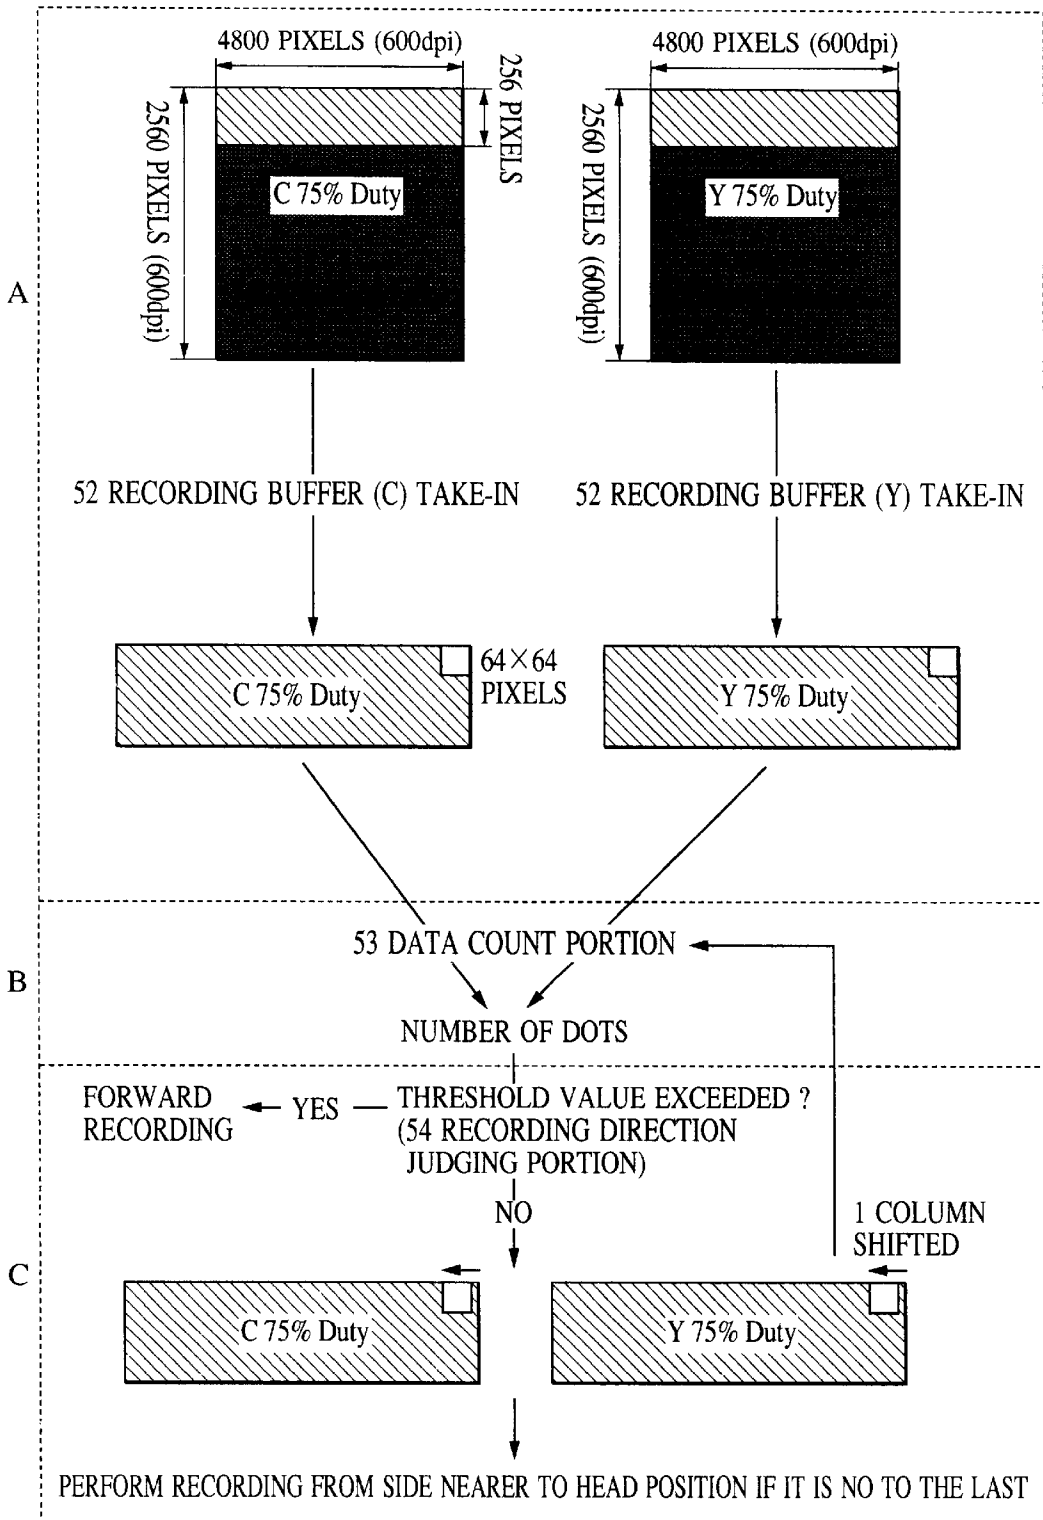 4800 PIXELS (600dpi)
4800 PIXELS (600dpi)
256 PIXELS
2560 PIXELS (600dpi)
2560 PIXELS (600dpi)
C 75% Duty
Y 75% Duty
A
52 RECORDING BUFFER (C) TAKE-IN
52 RECORDING BUFFER (Y) TAKE-IN
64×64
PIXELS
C 75% Duty
Y 75% Duty
53 DATA COUNT PORTION
B
NUMBER OF DOTS
FORWARD
RECORDING
YES
THRESHOLD VALUE EXCEEDED ?
(54 RECORDING DIRECTION
JUDGING PORTION)
NO
1 COLUMN
SHIFTED
C
C 75% Duty
Y 75% Duty
PERFORM RECORDING FROM SIDE NEARER TO HEAD POSITION IF IT IS NO TO THE LAST